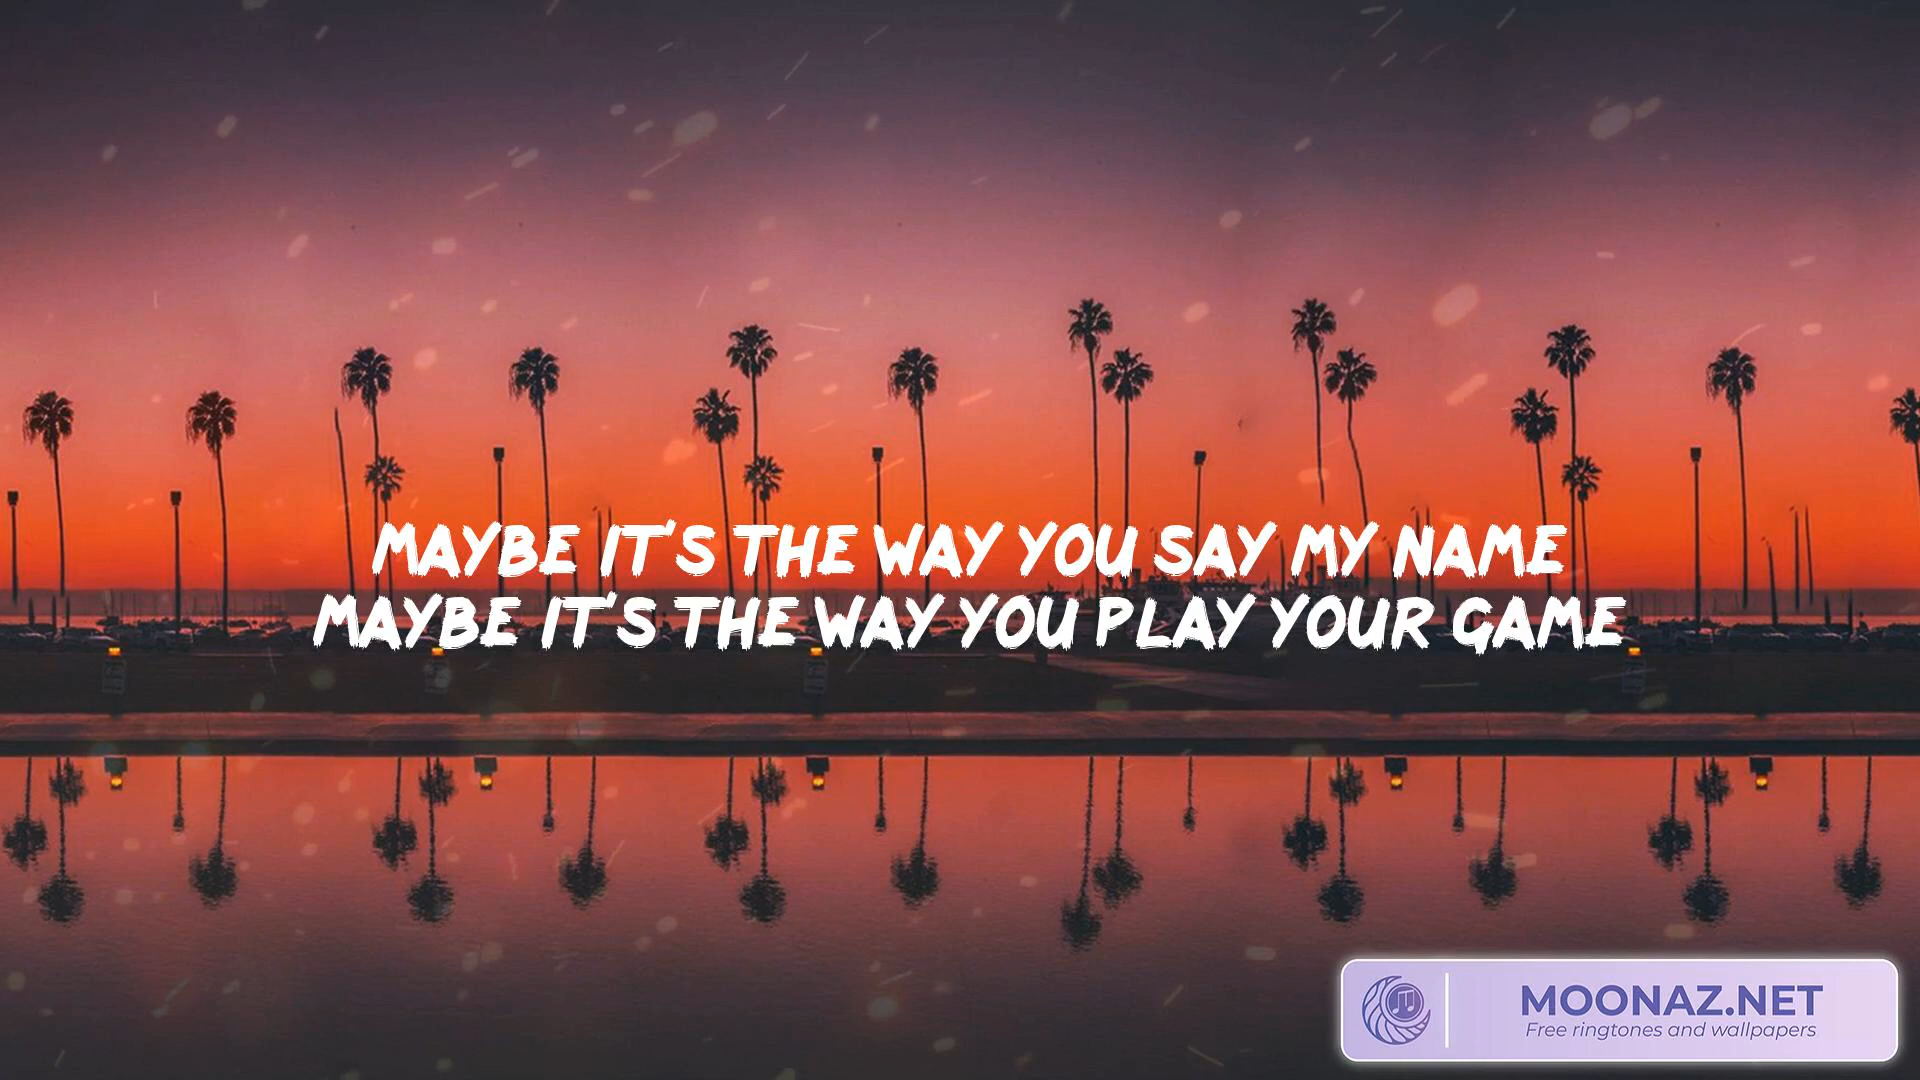 MAYBE IT'S THE WAY YOU SAY MY NAME
MAYBE IT'S THE WAY YOU PLAY YOUR GAME
MOONAZ.NET
Free ringtones and wallpapers